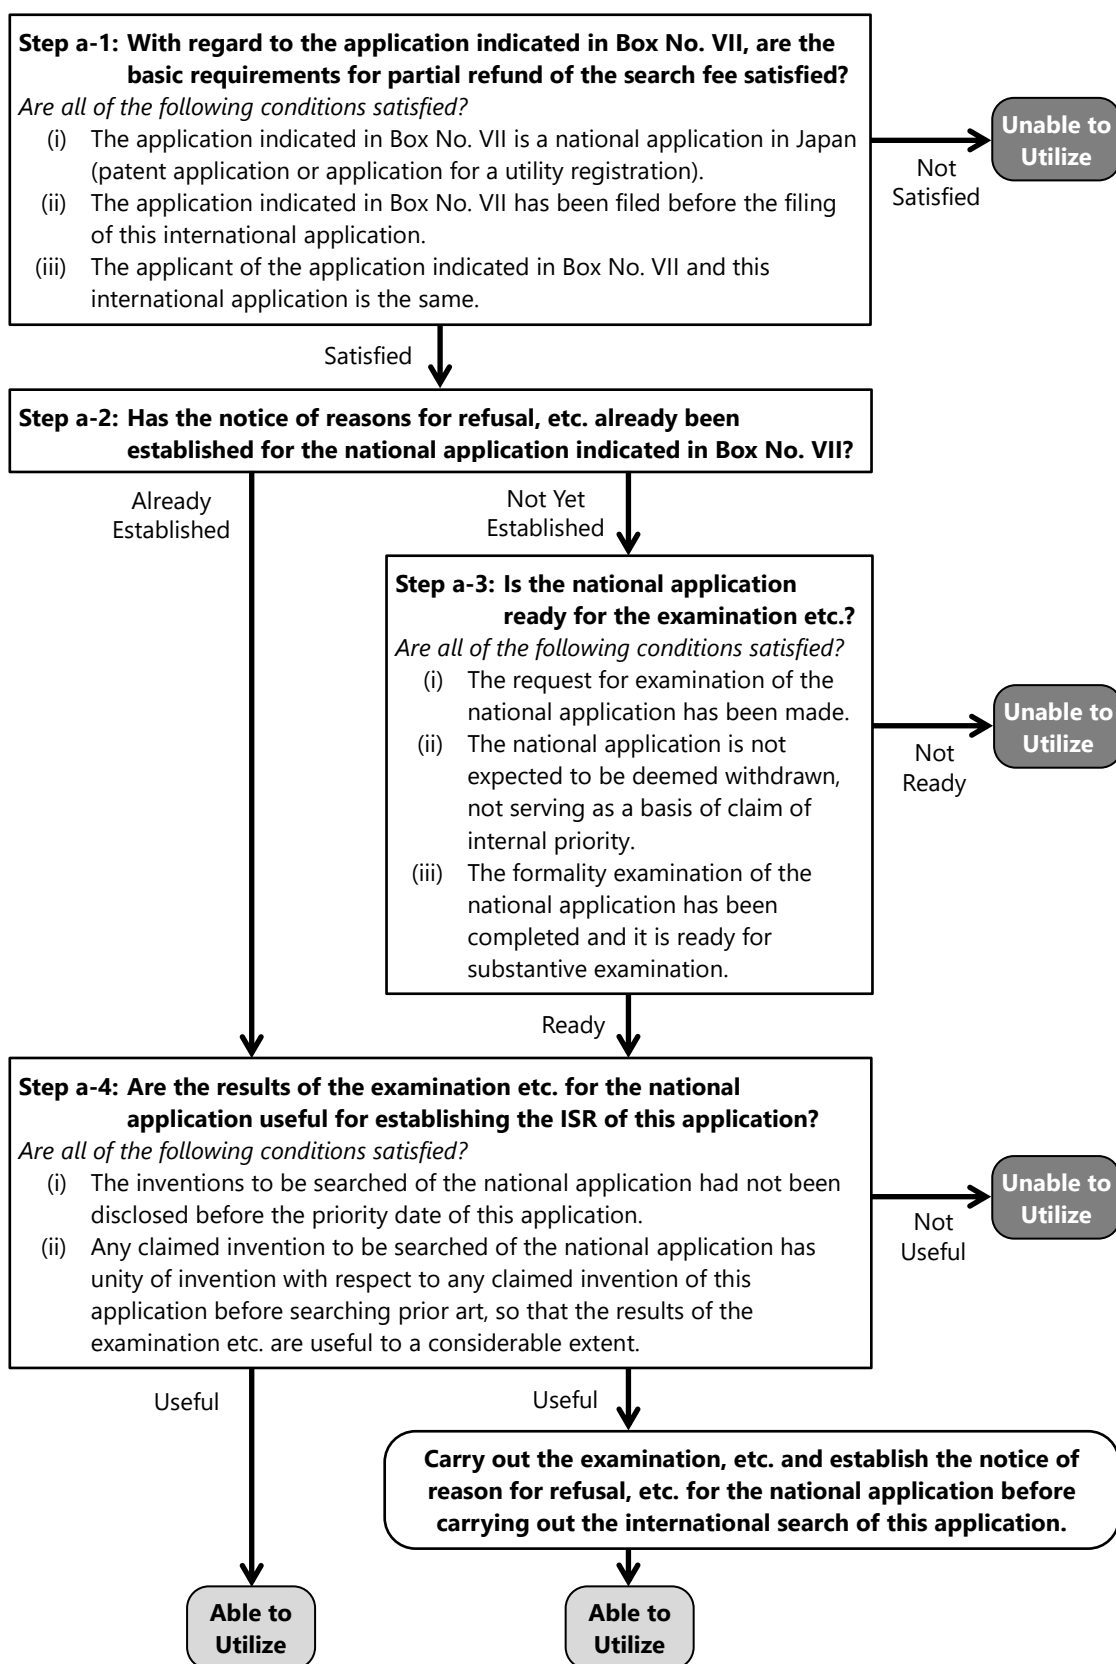 Step a-1: With regard to the application indicated in Box No. VII, are the
basic requirements for partial refund of the search fee satisfied?
Are all of the following conditions satisfied?
(i) The application indicated in Box No. VII is a national application in Japan
(patent application or application for a utility registration).
(ii) The application indicated in Box No. VII has been filed before the filing
of this international application.
(iii) The applicant of the application indicated in Box No. VII and this
international application is the same.
Not
Satisfied
Unable to
Utilize
Satisfied
Step a-2: Has the notice of reasons for refusal, etc. already been
established for the national application indicated in Box No. VII?
Already
Established
Not Yet
Established
Step a-3: Is the national application
ready for the examination etc.?
Are all of the following conditions satisfied?
(i) The request for examination of the
national application has been made.
(ii) The national application is not
expected to be deemed withdrawn,
not serving as a basis of claim of
internal priority.
(iii) The formality examination of the
national application has been
completed and it is ready for
substantive examination.
Not
Ready
Unable to
Utilize
Ready
Step a-4: Are the results of the examination etc. for the national
application useful for establishing the ISR of this application?
Are all of the following conditions satisfied?
(i) The inventions to be searched of the national application had not been
disclosed before the priority date of this application.
(ii) Any claimed invention to be searched of the national application has
unity of invention with respect to any claimed invention of this
application before searching prior art, so that the results of the
examination etc. are useful to a considerable extent.
Not
Useful
Unable to
Utilize
Useful
Useful
Carry out the examination, etc. and establish the notice of
reason for refusal, etc. for the national application before
carrying out the international search of this application.
Able to
Utilize
Able to
Utilize